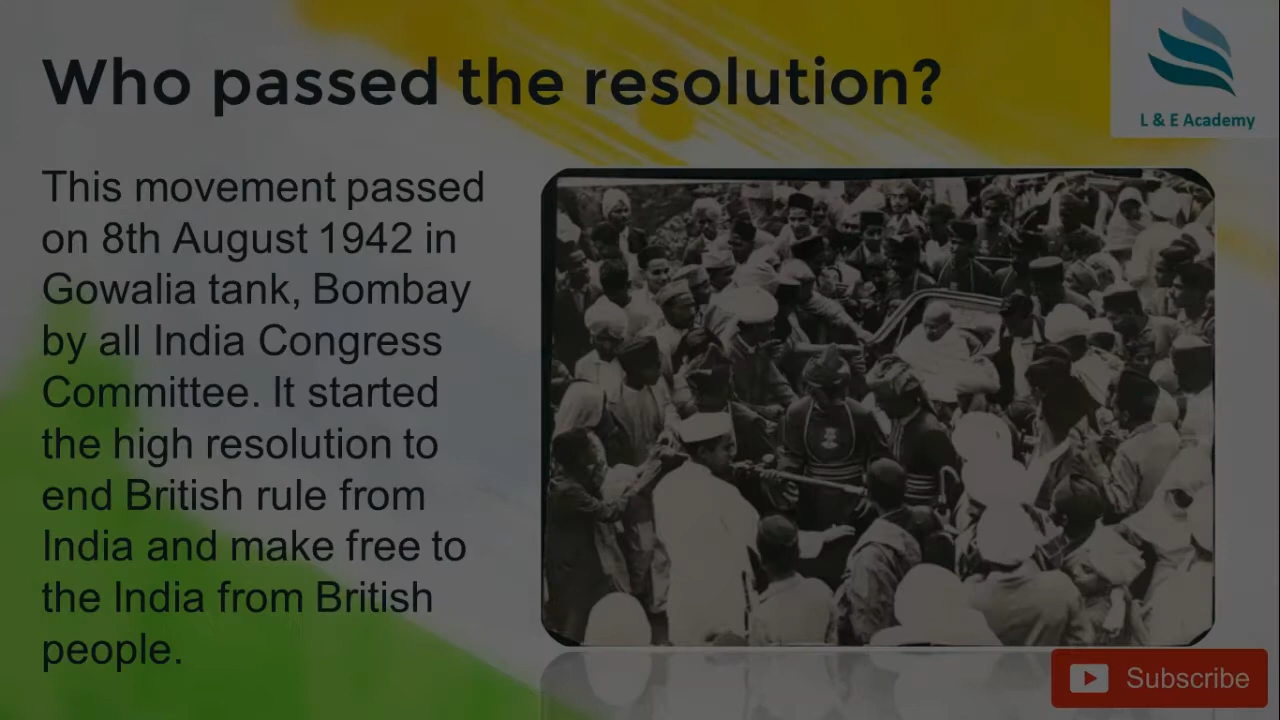 Who passed the resolution?
L & E Academy
This movement passed
on 8th August 1942 in
Gowalia tank, Bombay
by all India Congress
Committee. It started
the high resolution to
end British rule from
India and make free to
the India from British
people.
Subscribe